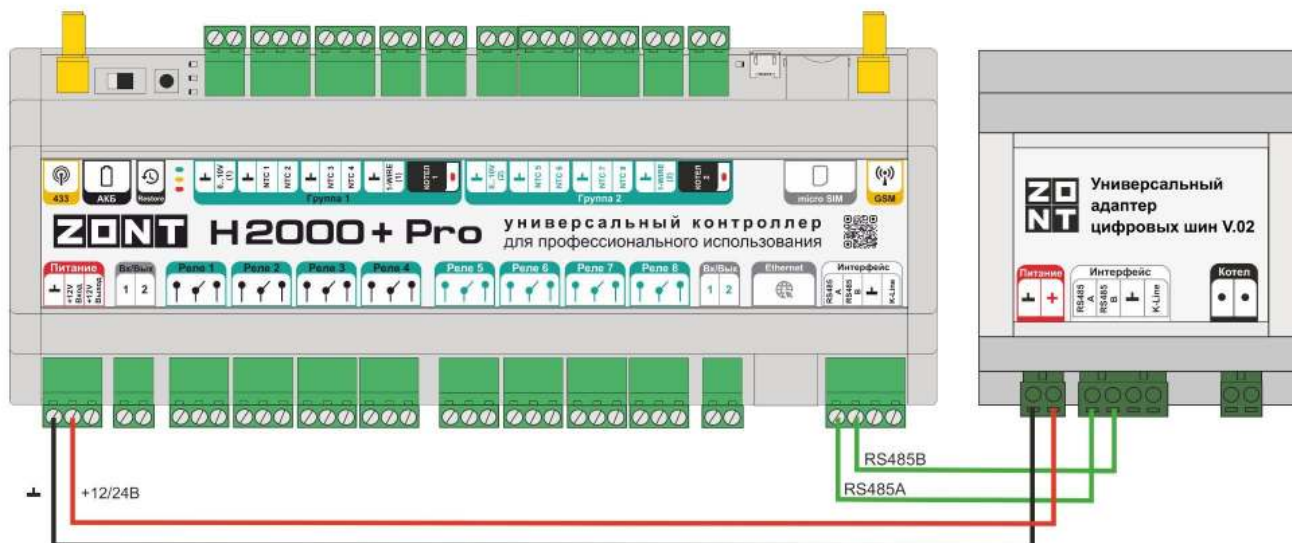 433
АКБ
Restore
0...10V (1)
NTC 1
NTC 2
NTC 3
NTC 4
1-WIRE (1)
КОТЕЛ 1
Группа 1
0...10V (2)
NTC 5
NTC 6
NTC 7
NTC 8
1-WIRE (2)
КОТЕЛ 2
Группа 2
micro SIM
GSM
ZONT H2000+ Pro
универсальный контроллер
для профессионального использования
Питание
+12V Вход
+12V Выход
Вх/Вых
1 2
Реле 1
Реле 2
Реле 3
Реле 4
Реле 5
Реле 6
Реле 7
Реле 8
Вх/Вых
1 2
Ethernet
Интерфейс
RS485 A
RS485 B
K-Line
ZONT
Универсальный
адаптер
цифровых шин V.02
Питание
+
Интерфейс
RS485 A
RS485 B
K-Line
Котел
RS485B
RS485A
+12/24В